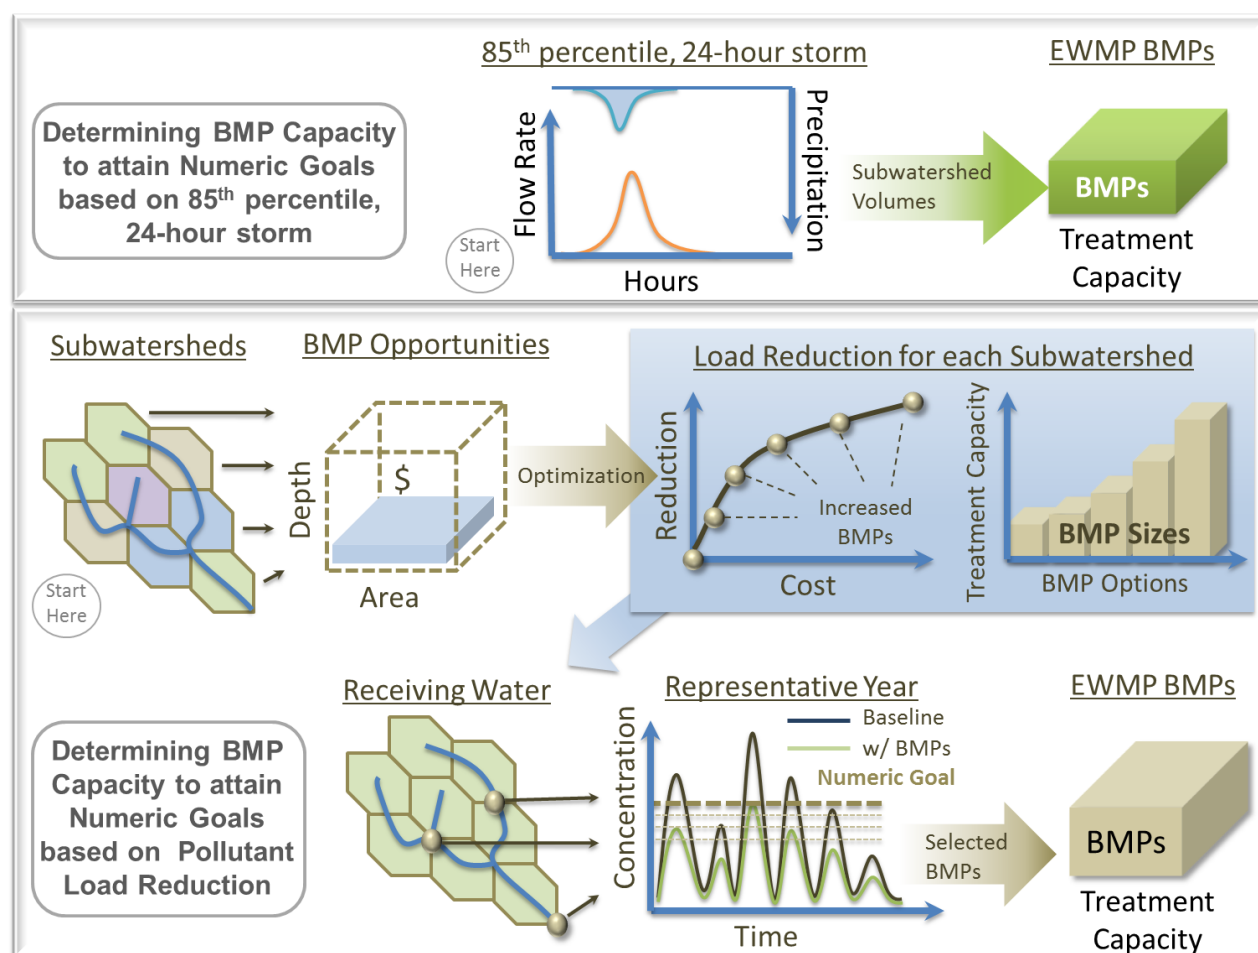 85th percentile, 24-hour storm
EWMP BMPs
Determining BMP Capacity
to attain Numeric Goals
based on 85th percentile,
24-hour storm
Flow Rate
Precipitation
Hours
Start
Here
Subwatershed
Volumes
BMPs
Treatment
Capacity
Subwatersheds
BMP Opportunities
Load Reduction for each Subwatershed
Start
Here
Depth
$
Area
Optimization
Reduction
Increased
BMPs
Cost
Treatment Capacity
BMP Sizes
BMP Options
Receiving Water
Representative Year
EWMP BMPs
Determining BMP
Capacity to attain
Numeric Goals
based on Pollutant
Load Reduction
Concentration
Baseline
w/ BMPs
Numeric Goal
Time
Selected
BMPs
BMPs
Treatment
Capacity